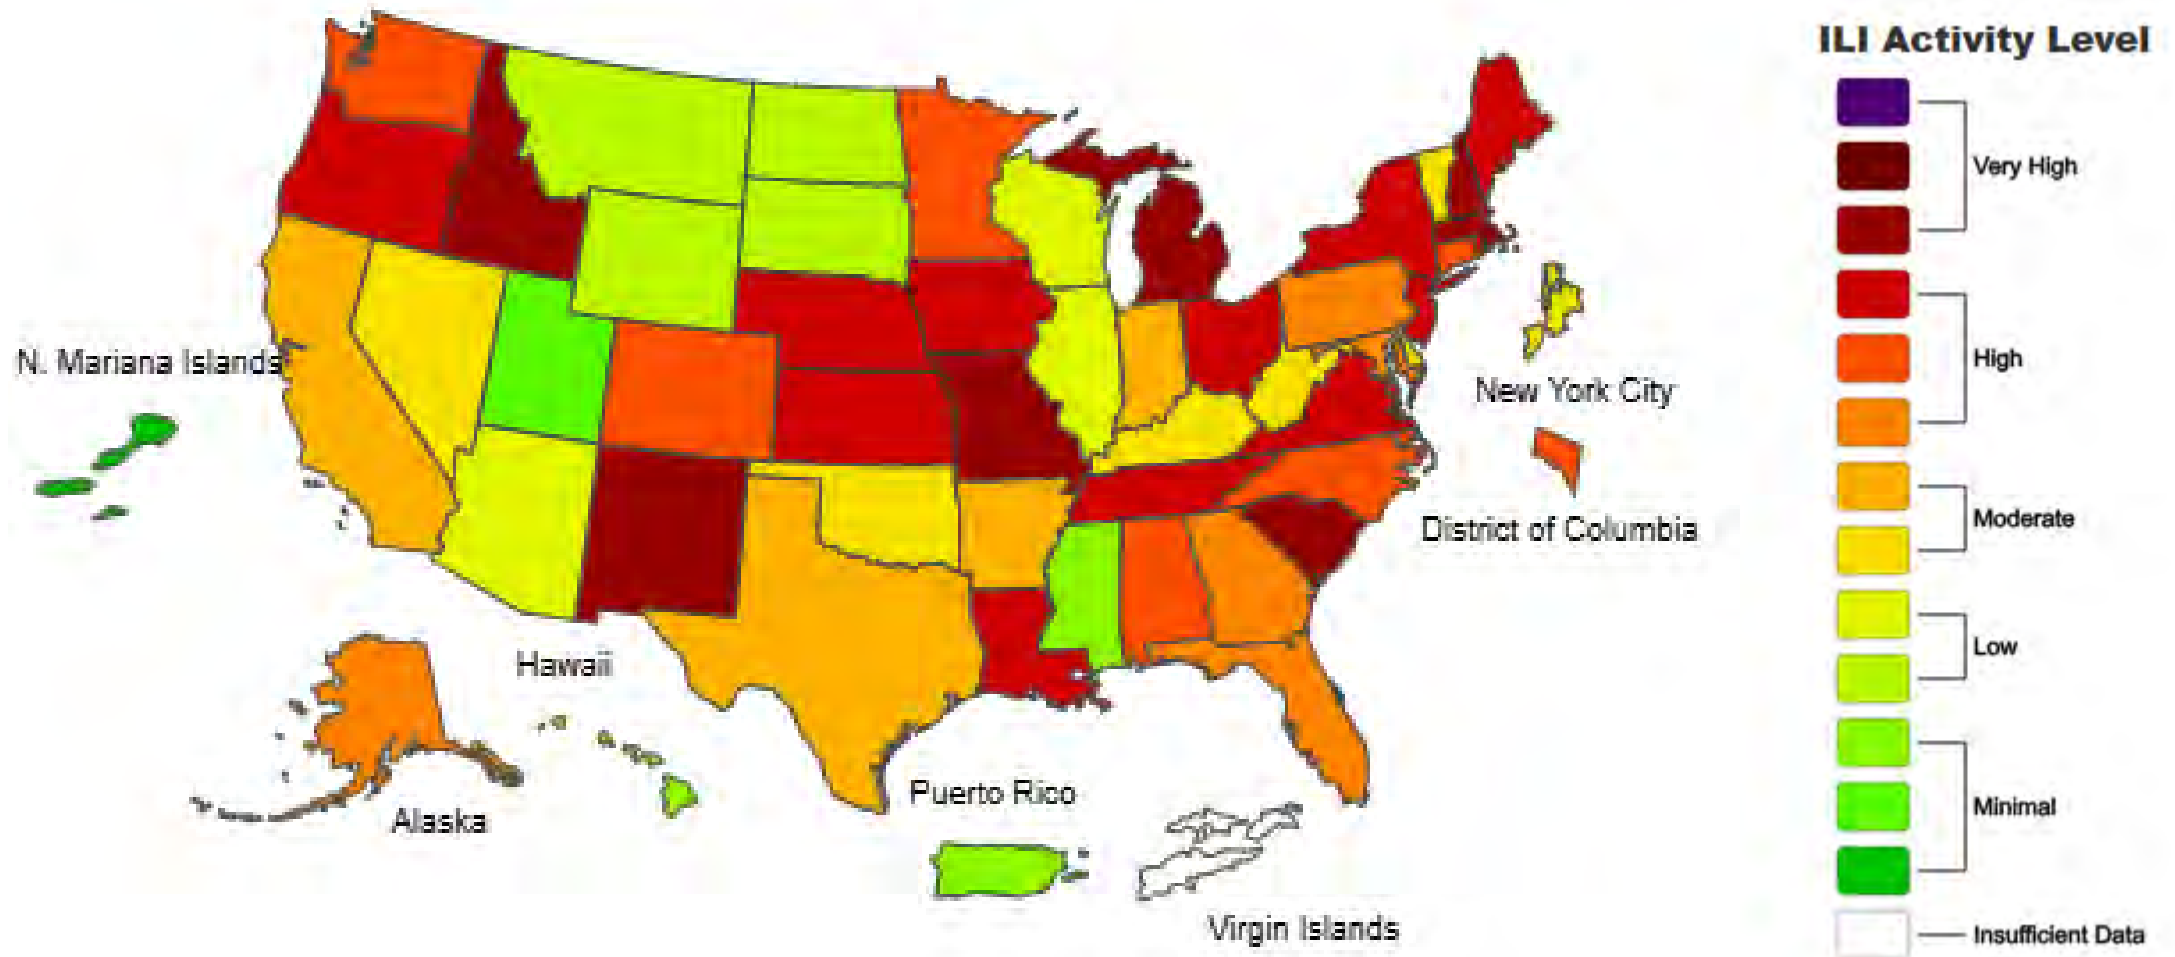 ILI Activity Level
Very High
High
Moderate
Low
Minimal
Insufficient Data
N. Mariana Islands
New York City
District of Columbia
Hawaii
Alaska
Puerto Rico
Virgin Islands